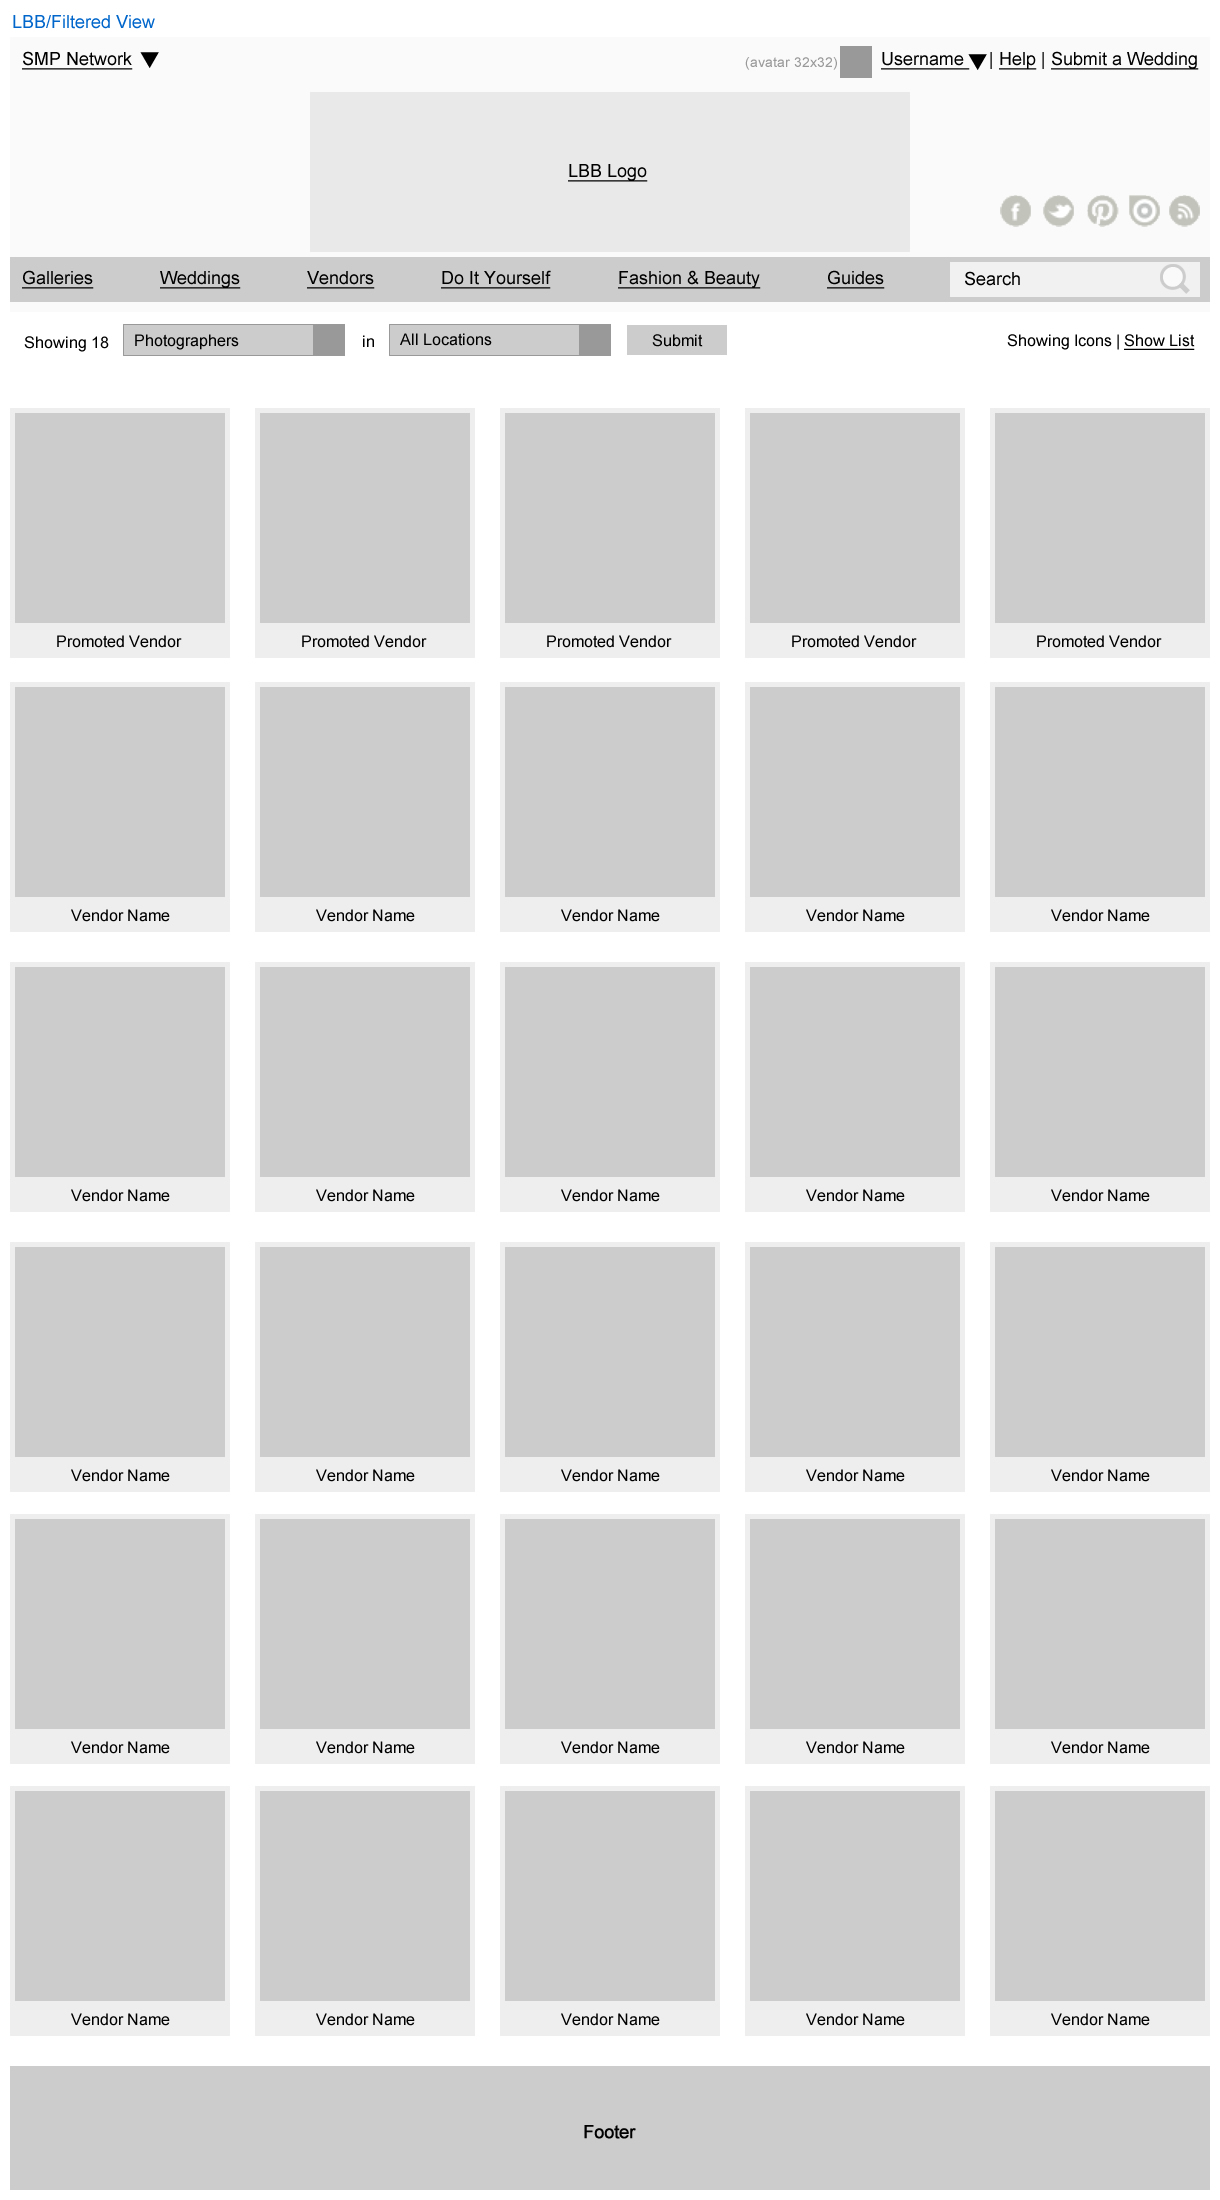 LBB/Filtered View
SMP Network (avatar 32x32) Username | Help | Submit a Wedding
LBB Logo
Galleries Weddings Vendors Do It Yourself Fashion & Beauty Guides Search
Showing 18 Photographers in All Locations Submit Showing Icons | Show List
Promoted Vendor Promoted Vendor Promoted Vendor Promoted Vendor Promoted Vendor
Vendor Name Vendor Name Vendor Name Vendor Name Vendor Name
Vendor Name Vendor Name Vendor Name Vendor Name Vendor Name
Vendor Name Vendor Name Vendor Name Vendor Name Vendor Name
Vendor Name Vendor Name Vendor Name Vendor Name Vendor Name
Vendor Name Vendor Name Vendor Name Vendor Name Vendor Name
Footer